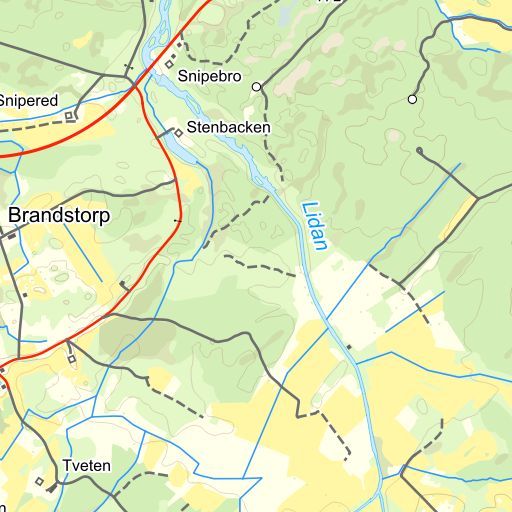 Snipebro
Snipered
Stenbacken
Lidan
Brandstorp
Tveten